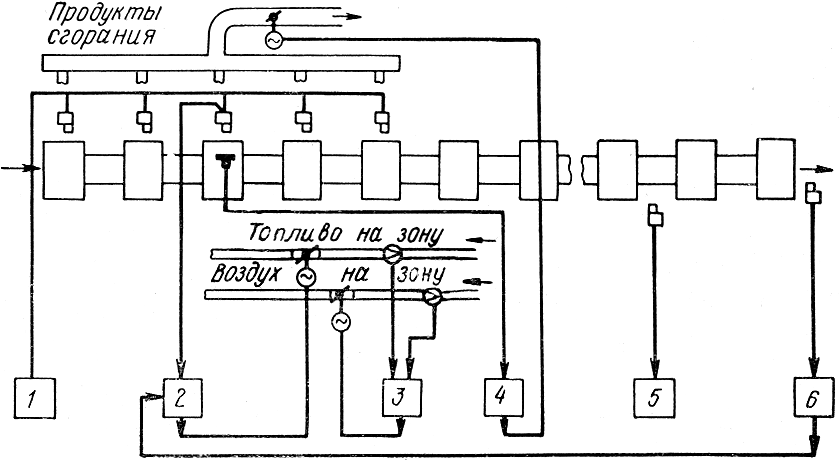 Продукты
сгорания
Топливо на зону
Воздух на зону
1 2 3 4 5 6